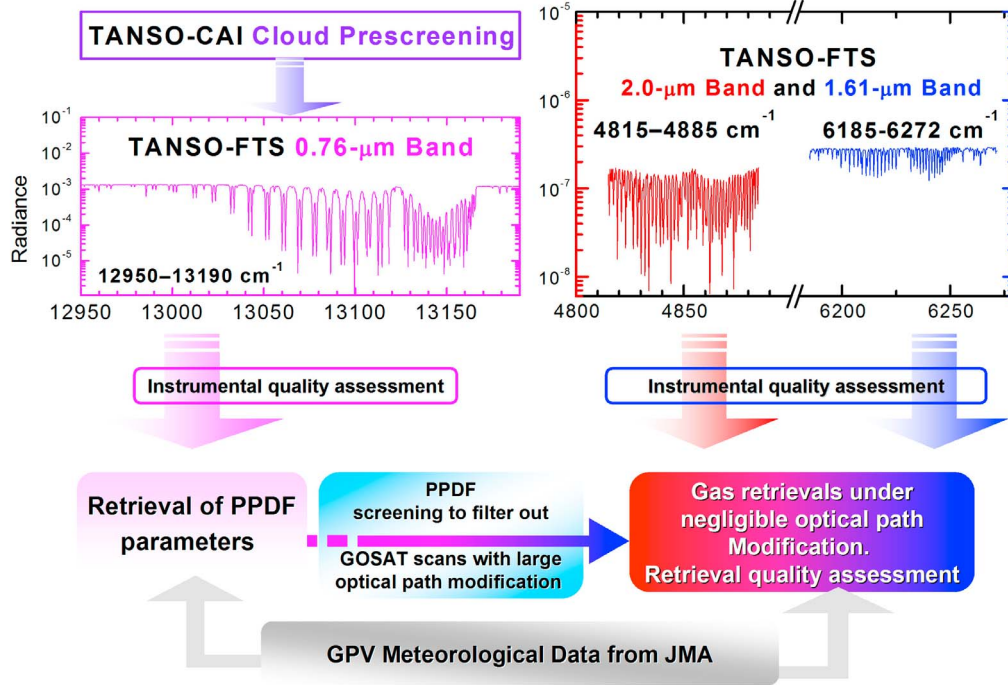 TANSO-CAI Cloud Prescreening
10⁻¹
10⁻²
10⁻³
10⁻⁴
10⁻⁵
Radiance
TANSO-FTS 0.76-μm Band
12950–13190 cm⁻¹
12950
13000
13050
13100
13150
10⁻⁵
10⁻⁶
10⁻⁷
10⁻⁸
TANSO-FTS
2.0-μm Band and 1.61-μm Band
4815–4885 cm⁻¹
6185-6272 cm⁻¹
4800
4850
6200
6250
Instrumental quality assessment
Instrumental quality assessment
Retrieval of PPDF
parameters
PPDF
screening to filter out
GOSAT scans with large
optical path modification
Gas retrievals under
negligible optical path
Modification.
Retrieval quality assessment
GPV Meteorological Data from JMA